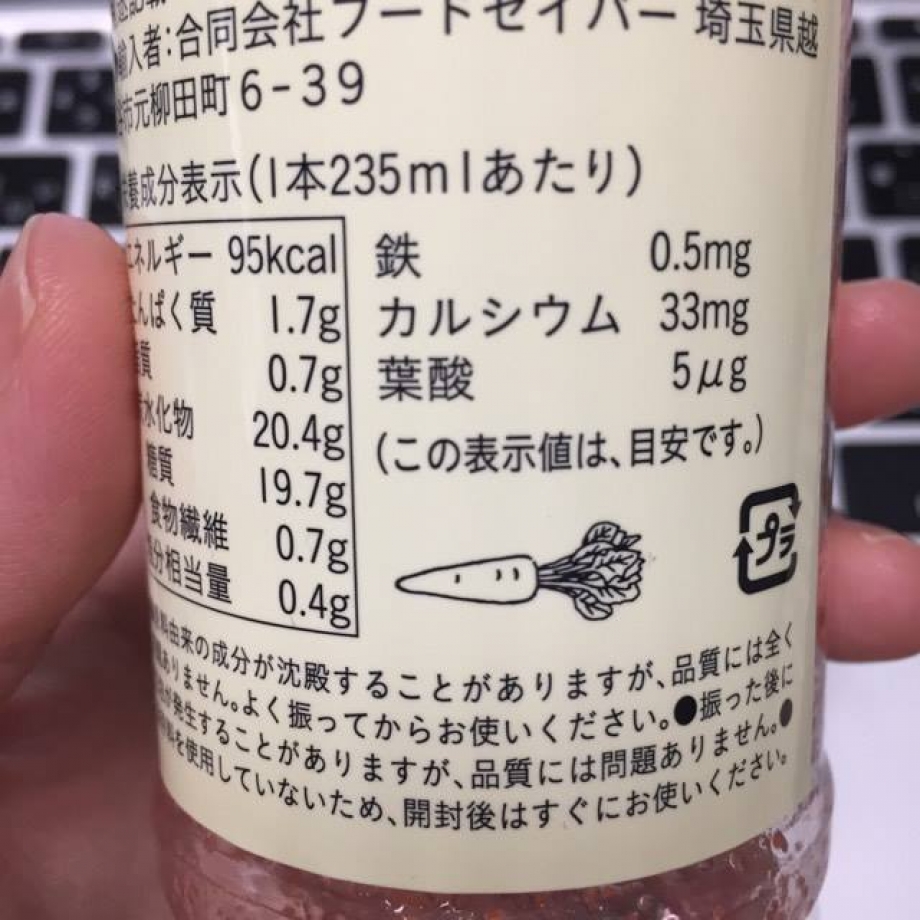 輸入者:合同会社フードセイバー 埼玉県越
市元柳田町6-39
養成分表示(1本235mlあたり)
エネルギー 95kcal
たんぱく質 1.7g
脂質 0.7g
炭水化物 20.4g
糖質 19.7g
食物繊維 0.7g
分相当量 0.4g
鉄 0.5mg
カルシウム 33mg
葉酸 5μg
(この表示値は、目安です。)
プラ
由来の成分が沈殿することがありますが、品質には全く
ありません。よく振ってからお使いください。●振った後に
が発生することがありますが、品質には問題ありません。●
を使用していないため、開封後はすぐにお使いください。